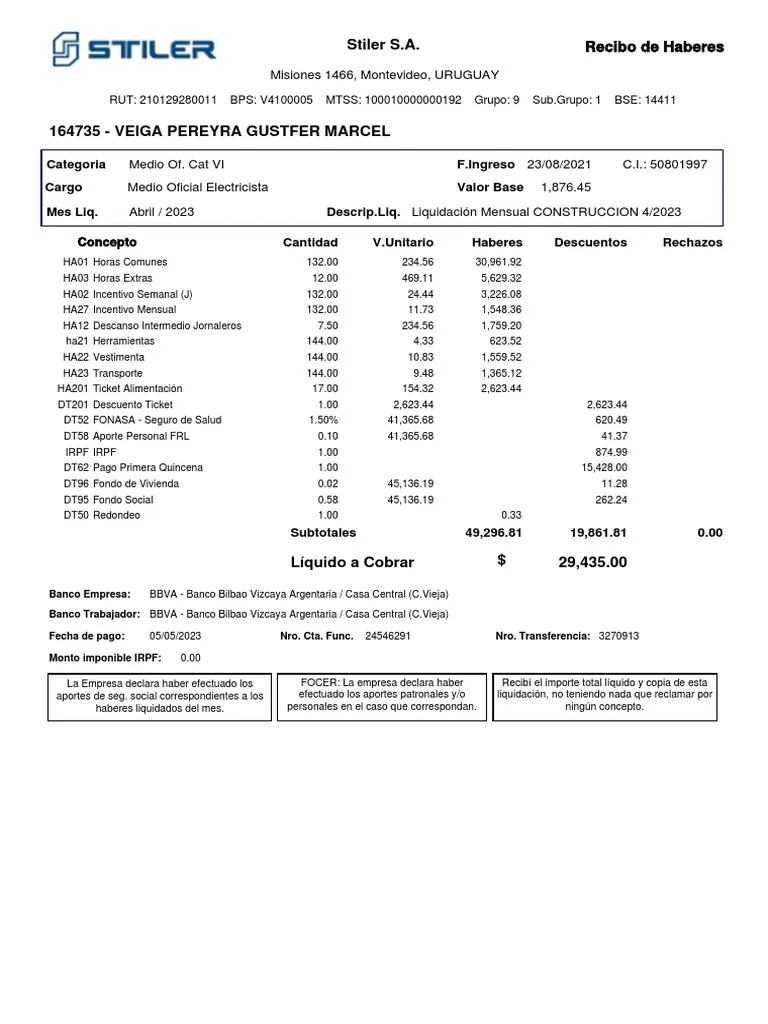 STILER
Stiler S.A.
Recibo de Haberes
Misiones 1466, Montevideo, URUGUAY
RUT: 210129280011 BPS: V4100005 MTSS: 100010000000192 Grupo: 9 Sub.Grupo: 1 BSE: 14411
164735 - VEIGA PEREYRA GUSTFER MARCEL
Categoria Medio Of. Cat VI F.Ingreso 23/08/2021 C.I.: 50801997
Cargo Medio Oficial Electricista Valor Base 1,876.45
Mes Liq. Abril / 2023 Descrip.Liq. Liquidación Mensual CONSTRUCCION 4/2023
Concepto Cantidad V.Unitario Haberes Descuentos Rechazos
HA01 Horas Comunes 132.00 234.56 30,961.92
HA03 Horas Extras 12.00 469.11 5,629.32
HA02 Incentivo Semanal (J) 132.00 24.44 3,226.08
HA27 Incentivo Mensual 132.00 11.73 1,548.36
HA12 Descanso Intermedio Jornaleros 7.50 234.56 1,759.20
ha21 Herramientas 144.00 4.33 623.52
HA22 Vestimenta 144.00 10.83 1,559.52
HA23 Transporte 144.00 9.48 1,365.12
HA201 Ticket Alimentación 17.00 154.32 2,623.44
DT201 Descuento Ticket 1.00 2,623.44 2,623.44
DT52 FONASA - Seguro de Salud 1.50% 41,365.68 620.49
DT58 Aporte Personal FRL 0.10 41,365.68 41.37
IRPF IRPF 1.00 874.99
DT62 Pago Primera Quincena 1.00 15,428.00
DT96 Fondo de Vivienda 0.02 45,136.19 11.28
DT95 Fondo Social 0.58 45,136.19 262.24
DT50 Redondeo 1.00 0.33
Subtotales 49,296.81 19,861.81 0.00
Líquido a Cobrar $ 29,435.00
Banco Empresa: BBVA - Banco Bilbao Vizcaya Argentaria / Casa Central (C.Vieja)
Banco Trabajador: BBVA - Banco Bilbao Vizcaya Argentaria / Casa Central (C.Vieja)
Fecha de pago: 05/05/2023 Nro. Cta. Func. 24546291 Nro. Transferencia: 3270913
Monto imponible IRPF: 0.00
La Empresa declara haber efectuado los
aportes de seg. social correspondientes a los
haberes liquidados del mes.
FOCER: La empresa declara haber
efectuado los aportes patronales y/o
personales en el caso que correspondan.
Recibí el importe total líquido y copia de esta
liquidación, no teniendo nada que reclamar por
ningún concepto.